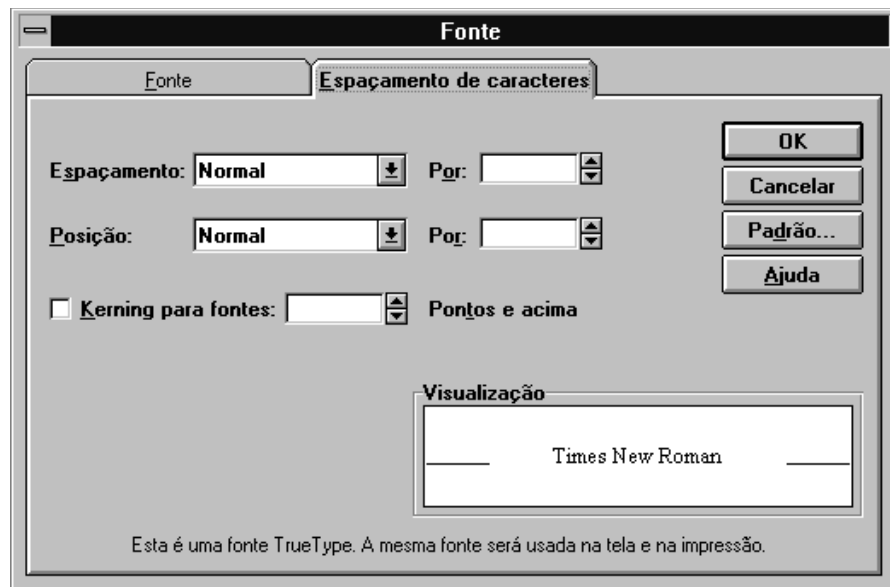 Fonte
Fonte
Espaçamento de caracteres
Espaçamento: Normal Por: OK
Cancelar
Posição: Normal Por: Padrão...
Ajuda
Kerning para fontes: Pontos e acima
Visualização
Times New Roman
Esta é uma fonte TrueType. A mesma fonte será usada na tela e na impressão.